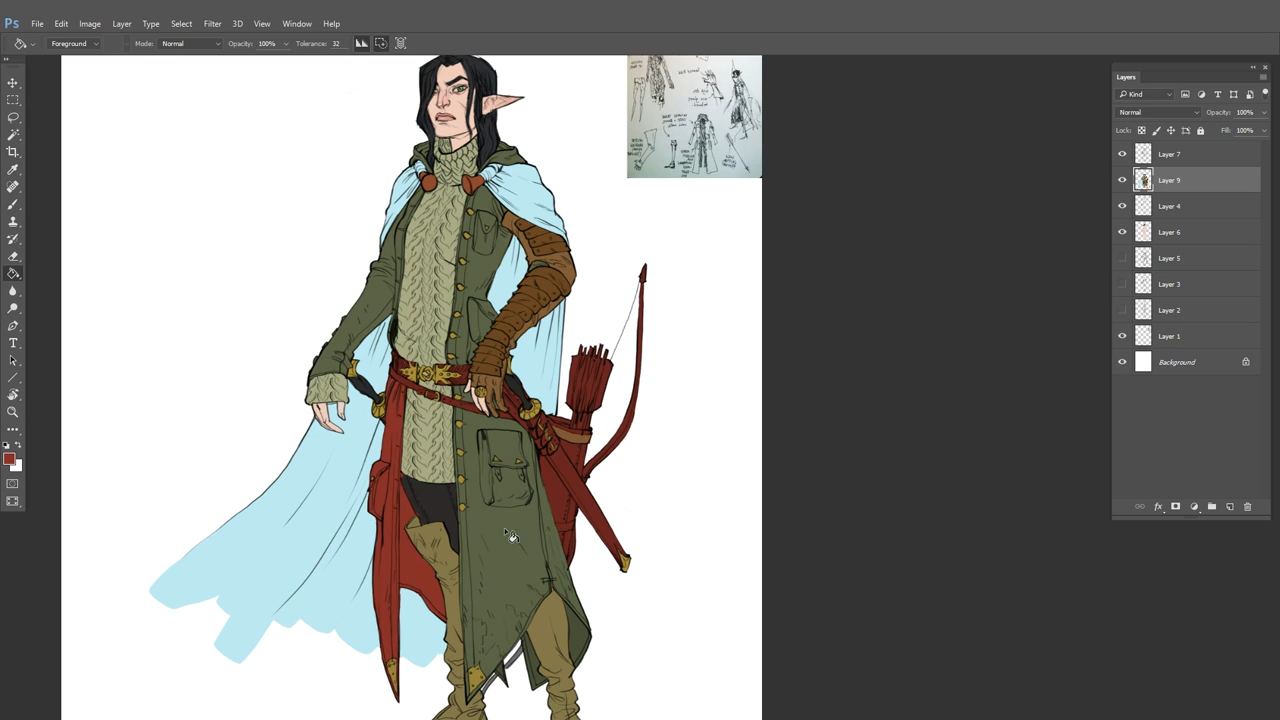 Ps File Edit Image Layer Type Select Filter 3D View Window Help
Foreground Mode: Normal Opacity: 100% Tolerance: 32
Layers
Kind
Normal Opacity: 100%
Lock: Fill: 100%
Layer 7
Layer 9
Layer 4
Layer 6
Layer 5
Layer 3
Layer 2
Layer 1
Background
fx